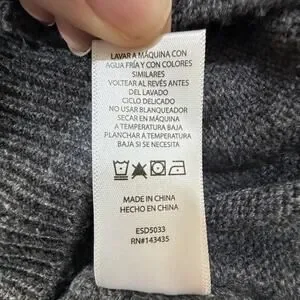 LAVAR A MAQUINA CON
AGUA FRÍA Y CON COLORES
SIMILARES
VOLTEAR AL REVÉS ANTES
DEL LAVADO
CICLO DELICADO
NO USAR BLANQUEADOR
SECAR EN MÁQUINA
A TEMPERATURA BAJA
PLANCHAR A TEMPERATURA
BAJA SI SE NECESITA
MADE IN CHINA
HECHO EN CHINA
ESD5033
RN#143435